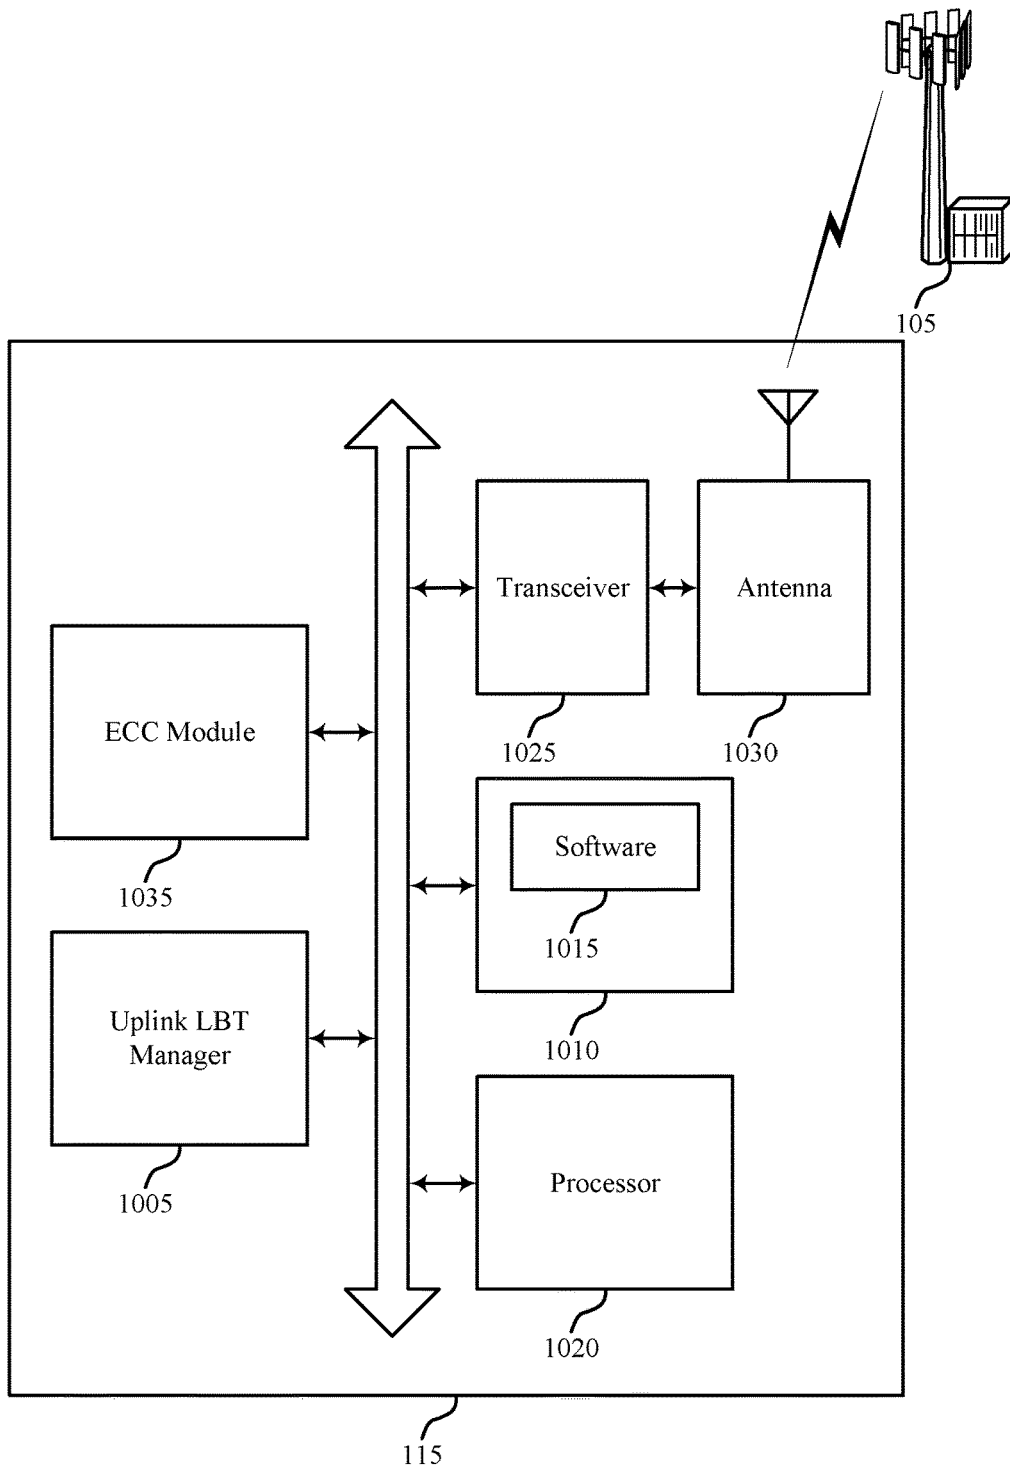 105
Transceiver
Antenna
1025
1030
ECC Module
1035
Software
1015
1010
Uplink LBT
Manager
1005
Processor
1020
115